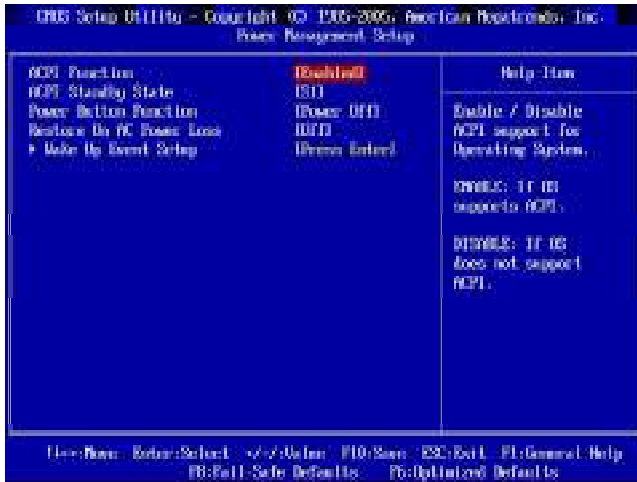 CMOS Setup Utility - Copyright (C) 1985-2005, American Megatrends, Inc.
Power Management Setup
ACPI Function [Enabled]
ACPI Standby State [S1]
Power Button Function [Power Off]
Restore On AC Power Loss [Off]
Wake Up Event Setup [Press Enter]
Help Item
Enable / Disable
ACPI support for
Operating System.
ENABLE: If OS
supports ACPI.
DISABLE: If OS
does not support
ACPI.
:Move Enter:Select +/-/:Value F10:Save ESC:Exit F1:General Help
F8:Fail-Safe Defaults F6:Optimized Defaults